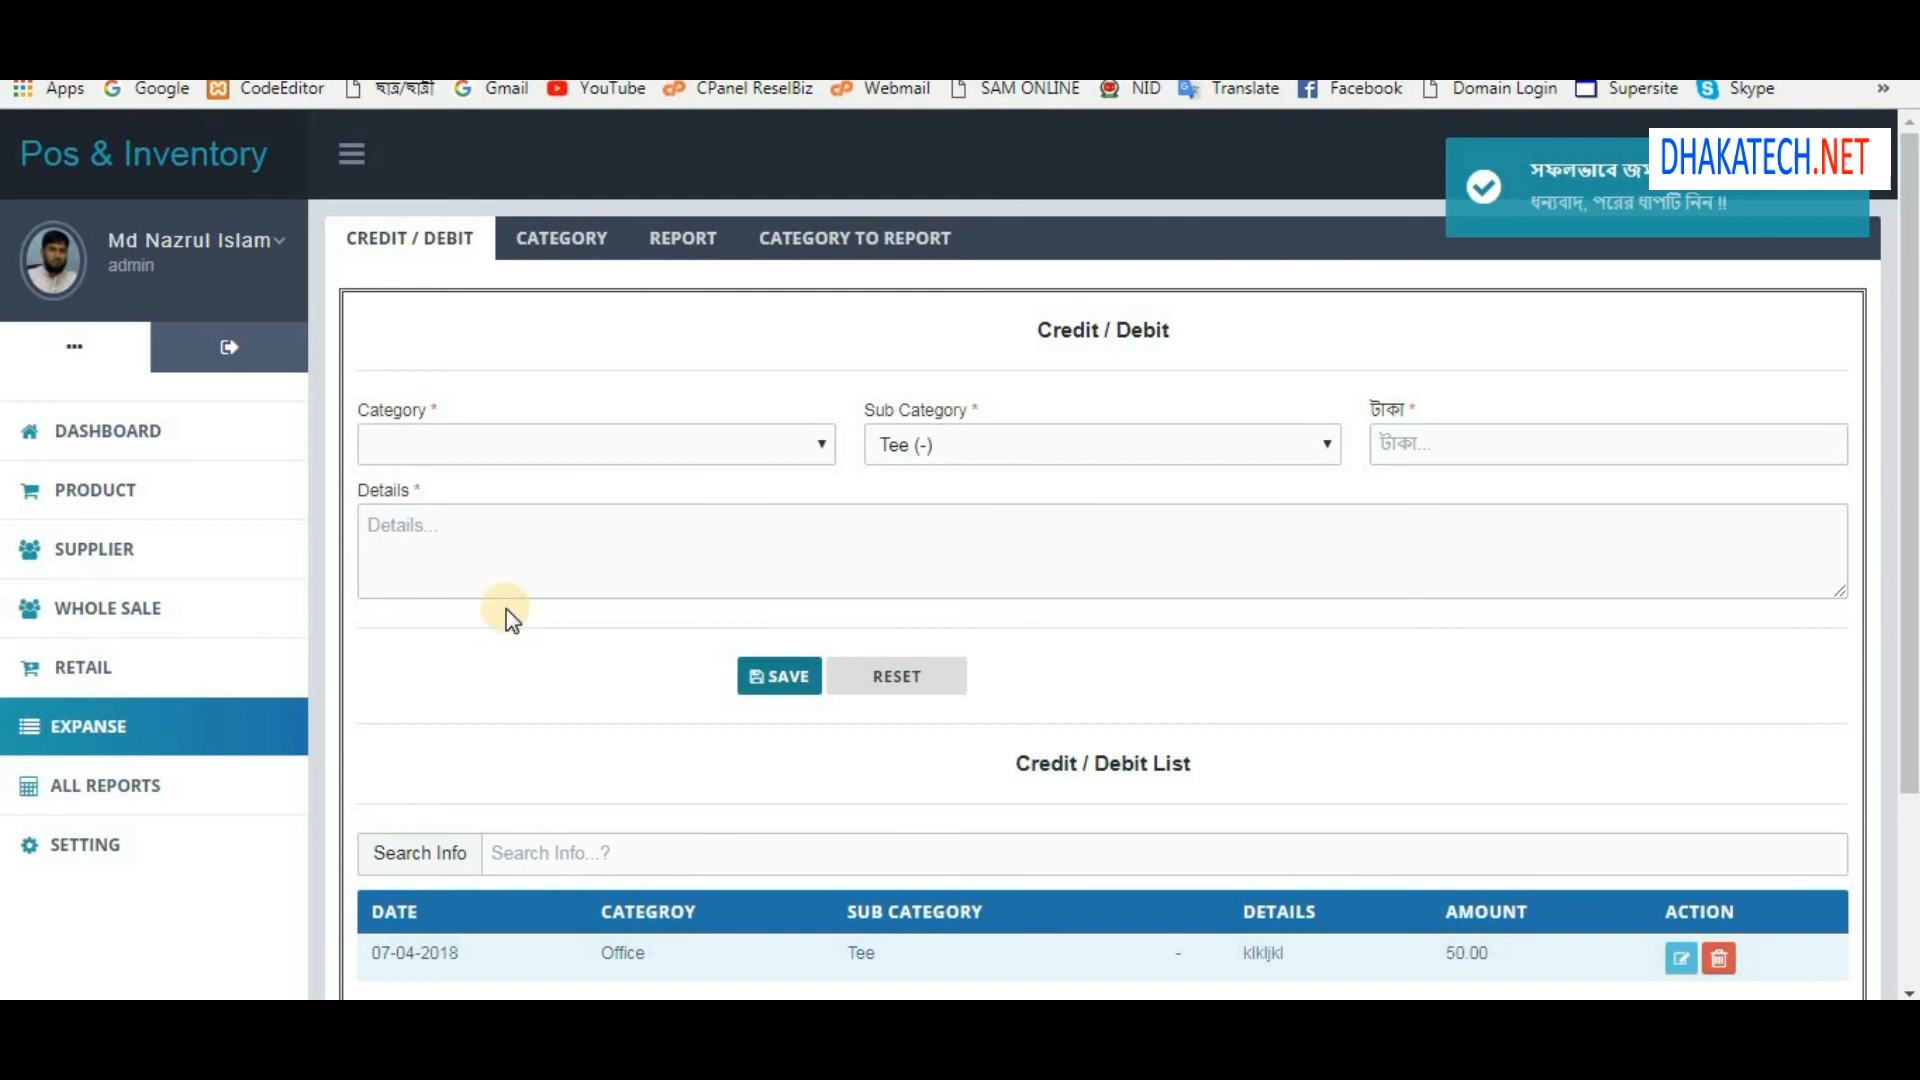 Apps Google CodeEditor ছাত্র/ছাত্রী Gmail YouTube CPanel ReselBiz Webmail SAM ONLINE NID Translate Facebook Domain Login Supersite Skype »
Pos & Inventory
সফলভাবে
DHAKATECH.NET
ধন্যবাদ, পরের ধাপটি নিন !!
Md Nazrul Islam
admin
CREDIT / DEBIT CATEGORY REPORT CATEGORY TO REPORT
Credit / Debit
Category * Sub Category * টাকা *
Tee (-) টাকা...
Details *
Details...
SAVE RESET
DASHBOARD
PRODUCT
SUPPLIER
WHOLE SALE
RETAIL
EXPANSE
ALL REPORTS
SETTING
Credit / Debit List
Search Info Search Info...?
DATE CATEGROY SUB CATEGORY DETAILS AMOUNT ACTION
07-04-2018 Office Tee - klkljkl 50.00